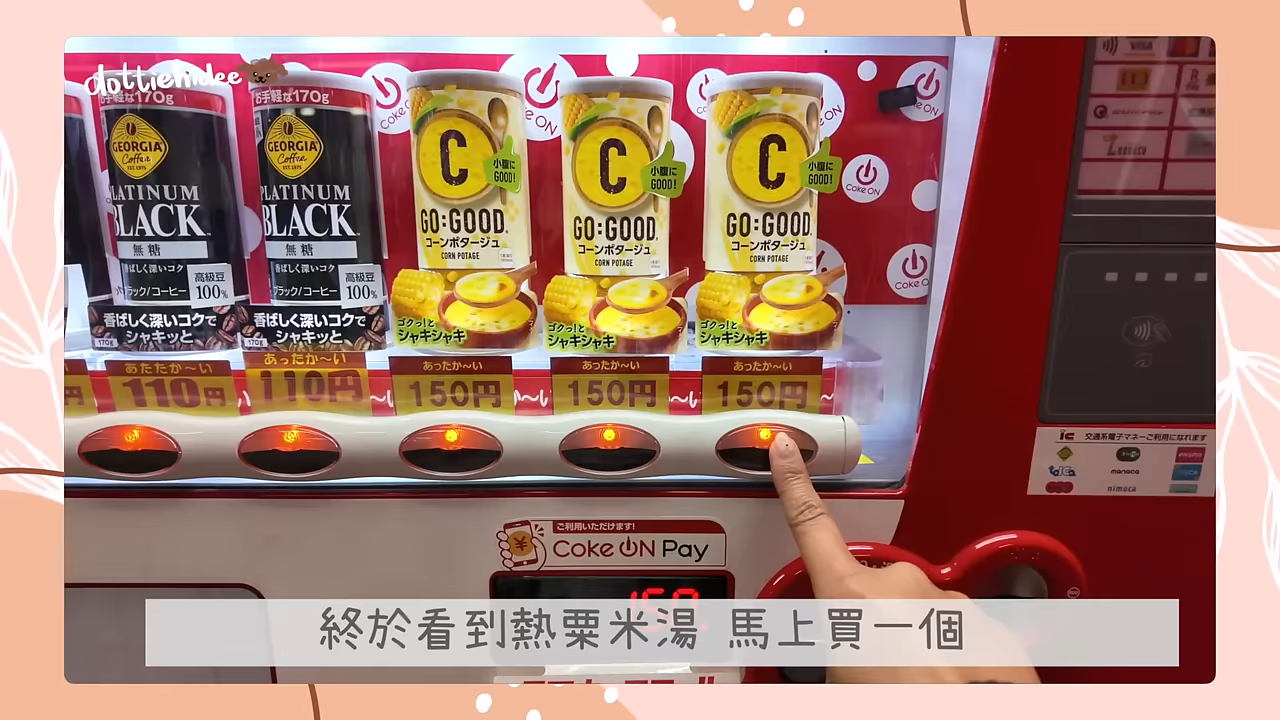 dottiehidee
お手軽な170g
GEORGIA
Coffee
EST. 1975
PLATINUM
BLACK
無糖
香ばしく深いコク
ブラック/コーヒー
高級豆
100%
香ばしく深いコクで
シャキッと
170g
あたたか〜い
110円
お手軽な170g
GEORGIA
Coffee
EST. 1975
PLATINUM
BLACK
無糖
香ばしく深いコク
ブラック/コーヒー
高級豆
100%
香ばしく深いコクで
シャキッと
170g
あったか〜い
110円
C
小腹に
GOOD!
GO:GOOD
コーンポタージュ
CORN POTAGE
ゴクっ!と
シャキシャキ
あったか〜い
150円
C
小腹に
GOOD!
GO:GOOD
コーンポタージュ
CORN POTAGE
ゴクっ!と
シャキシャキ
あったか〜い
150円
C
小腹に
GOOD!
GO:GOOD
コーンポタージュ
CORN POTAGE
ゴクっ!と
シャキシャキ
あったか〜い
150円
Coke ON
Coke ON
Coke ON
VISA
iD
交通系電子マネーご利用になれます
manaca
nimoca
ご利用いただけます!
Coke ON Pay
150
終於看到熱粟米湯 馬上買一個